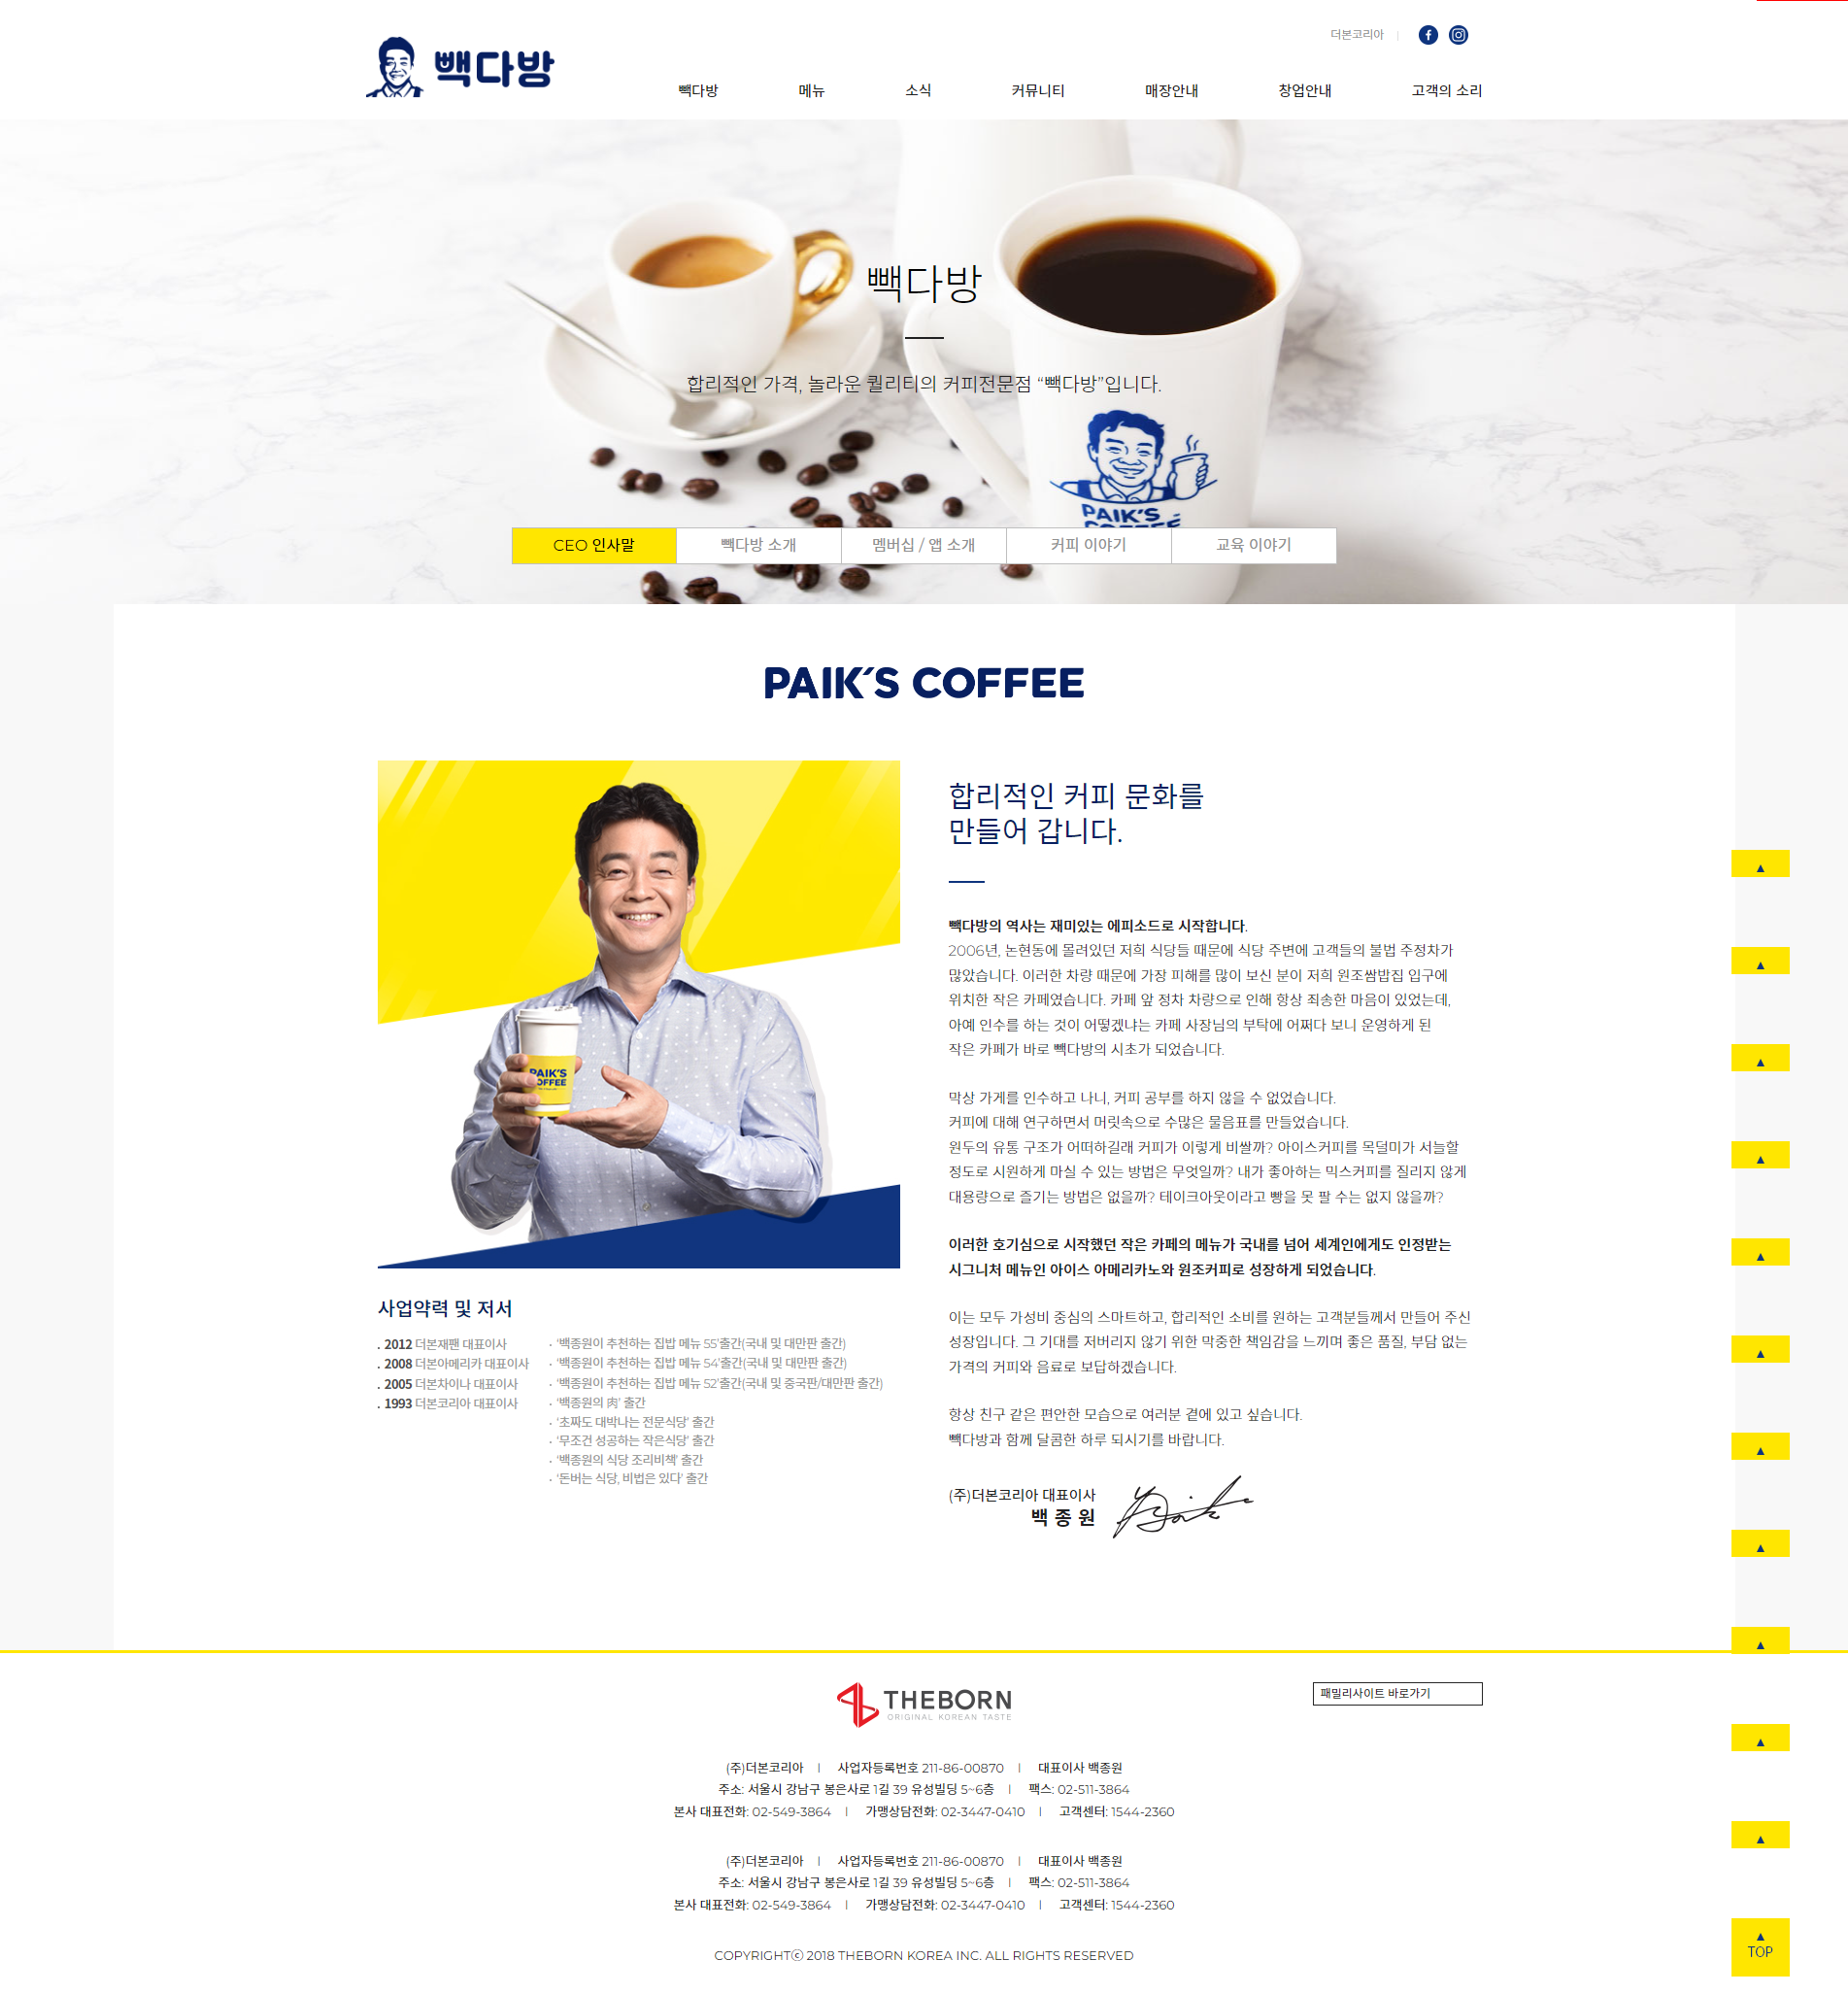 더본코리아 |
빽다방
빽다방 메뉴 소식 커뮤니티 매장안내 창업안내 고객의 소리
빽다방
합리적인 가격, 놀라운 퀄리티의 커피전문점 “빽다방”입니다.
PAIK'S
COFFEE
CEO 인사말 빽다방 소개 멤버십 / 앱 소개 커피 이야기 교육 이야기
PAIK'S COFFEE
PAIK'S
COFFEE
합리적인 커피 문화를
만들어 갑니다.
빽다방의 역사는 재미있는 에피소드로 시작합니다.
2006년, 논현동에 몰려있던 저희 식당들 때문에 식당 주변에 고객들의 불법 주정차가
많았습니다. 이러한 차량 때문에 가장 피해를 많이 보신 분이 저희 원조쌈밥집 입구에
위치한 작은 카페였습니다. 카페 앞 정차 차량으로 인해 항상 죄송한 마음이 있었는데,
아예 인수를 하는 것이 어떻겠냐는 카페 사장님의 부탁에 어쩌다 보니 운영하게 된
작은 카페가 바로 빽다방의 시초가 되었습니다.
막상 가게를 인수하고 나니, 커피 공부를 하지 않을 수 없었습니다.
커피에 대해 연구하면서 머릿속으로 수많은 물음표를 만들었습니다.
원두의 유통 구조가 어떠하길래 커피가 이렇게 비쌀까? 아이스커피를 목덜미가 서늘할
정도로 시원하게 마실 수 있는 방법은 무엇일까? 내가 좋아하는 믹스커피를 질리지 않게
대용량으로 즐기는 방법은 없을까? 테이크아웃이라고 빵을 못 팔 수는 없지 않을까?
이러한 호기심으로 시작했던 작은 카페의 메뉴가 국내를 넘어 세계인에게도 인정받는
시그니처 메뉴인 아이스 아메리카노와 원조커피로 성장하게 되었습니다.
이는 모두 가성비 중심의 스마트하고, 합리적인 소비를 원하는 고객분들께서 만들어 주신
성장입니다. 그 기대를 저버리지 않기 위한 막중한 책임감을 느끼며 좋은 품질, 부담 없는
가격의 커피와 음료로 보답하겠습니다.
항상 친구 같은 편안한 모습으로 여러분 곁에 있고 싶습니다.
빽다방과 함께 달콤한 하루 되시기를 바랍니다.
(주)더본코리아 대표이사
백 종 원
사업약력 및 저서
. 2012 더본재팬 대표이사
. 2008 더본아메리카 대표이사
. 2005 더본차이나 대표이사
. 1993 더본코리아 대표이사
· '백종원이 추천하는 집밥 메뉴 55'출간(국내 및 대만판 출간)
· '백종원이 추천하는 집밥 메뉴 54'출간(국내 및 대만판 출간)
· '백종원이 추천하는 집밥 메뉴 52'출간(국내 및 중국판/대만판 출간)
· '백종원의 肉' 출간
· '초짜도 대박나는 전문식당' 출간
· '무조건 성공하는 작은식당' 출간
· '백종원의 식당 조리비책' 출간
· '돈버는 식당, 비법은 있다' 출간
THEBORN
ORIGINAL KOREAN TASTE
패밀리사이트 바로가기
(주)더본코리아 | 사업자등록번호 211-86-00870 | 대표이사 백종원
주소: 서울시 강남구 봉은사로 1길 39 유성빌딩 5~6층 | 팩스: 02-511-3864
본사 대표전화: 02-549-3864 | 가맹상담전화: 02-3447-0410 | 고객센터: 1544-2360
(주)더본코리아 | 사업자등록번호 211-86-00870 | 대표이사 백종원
주소: 서울시 강남구 봉은사로 1길 39 유성빌딩 5~6층 | 팩스: 02-511-3864
본사 대표전화: 02-549-3864 | 가맹상담전화: 02-3447-0410 | 고객센터: 1544-2360
COPYRIGHTⓒ 2018 THEBORN KOREA INC. ALL RIGHTS RESERVED
▲
TOP